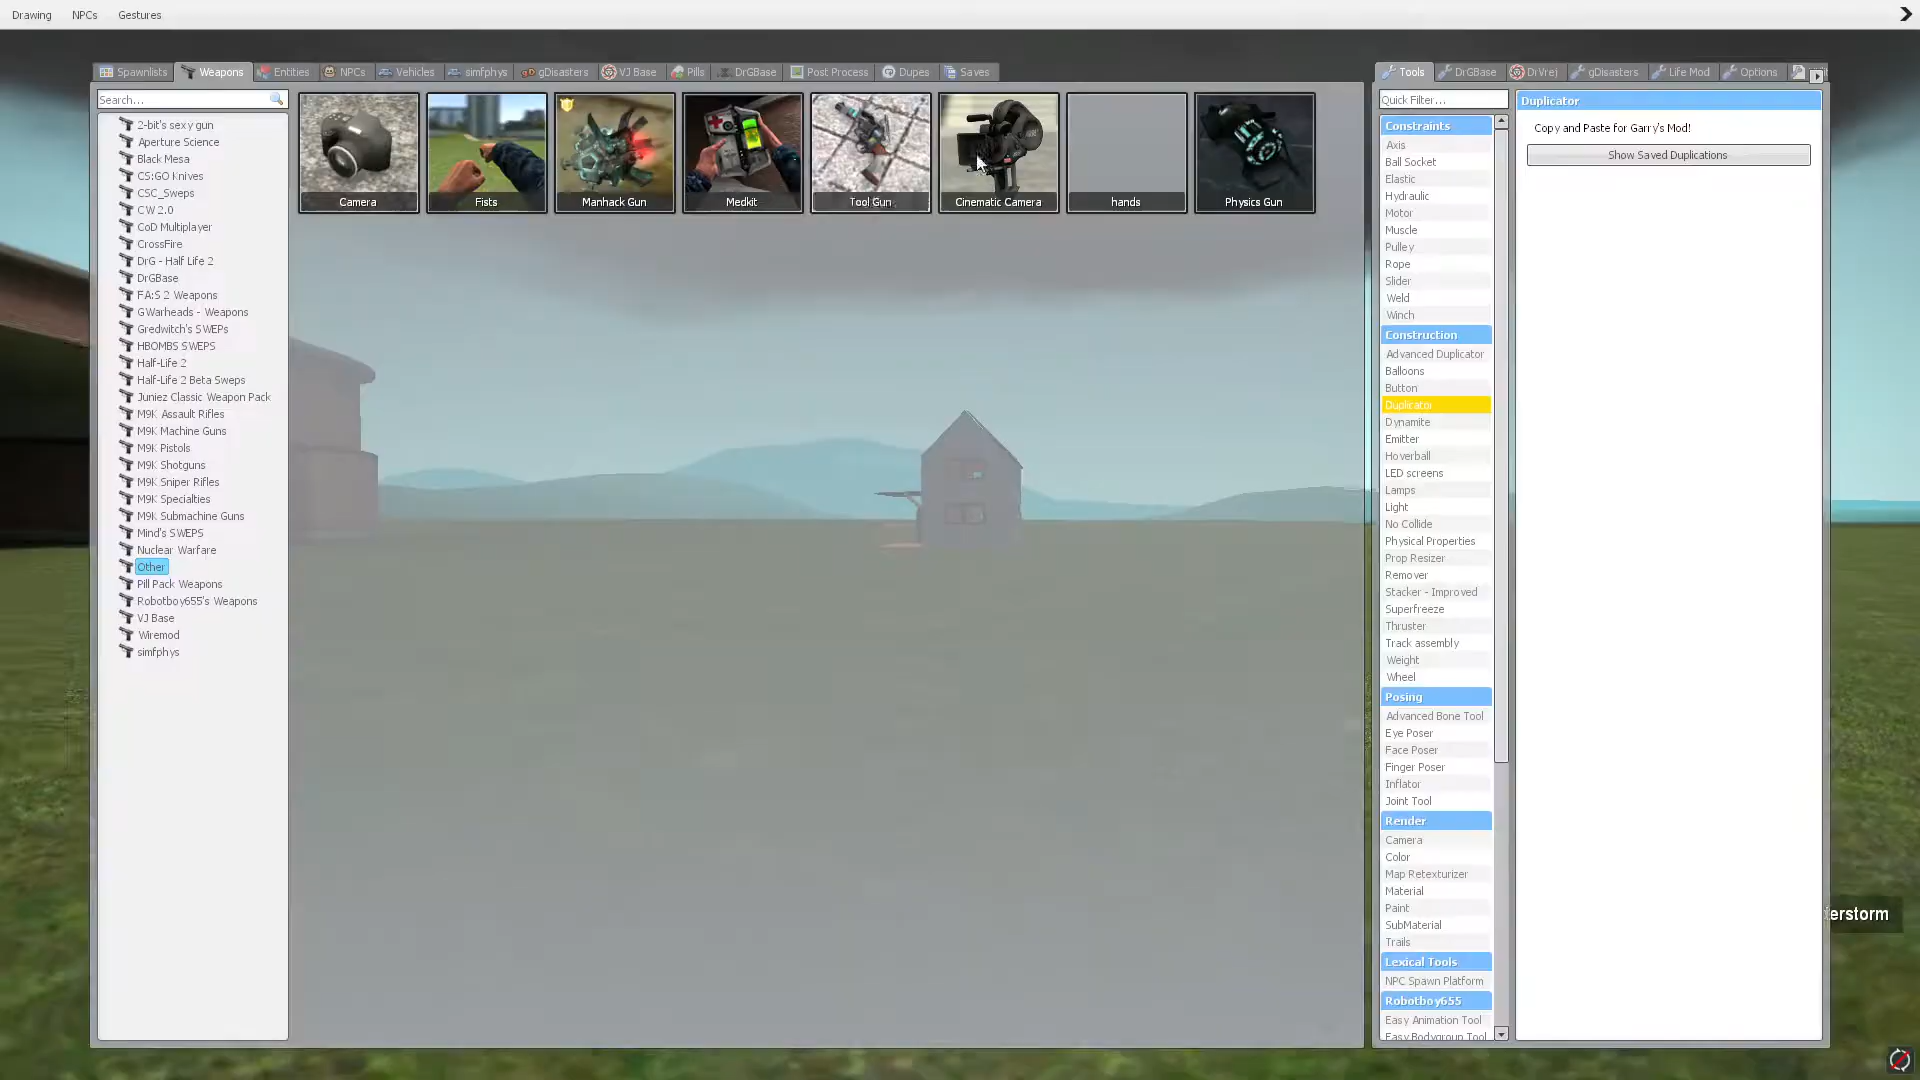 Drawing NPCs Gestures
Spawnlists Weapons Entities NPCs Vehicles simfphys gDisasters VJ Base Pills DrGBase Post Process Dupes Saves
Search...
2-bit's sexy gun
Aperture Science
Black Mesa
CS:GO Knives
CSC_Sweps
CW 2.0
CoD Multiplayer
CrossFire
DrG - Half Life 2
DrGBase
FA:S 2 Weapons
GWarheads - Weapons
Gredwitch's SWEPs
HBOMBS SWEPS
Half-Life 2
Half-Life 2 Beta Sweps
Juniez Classic Weapon Pack
M9K Assault Rifles
M9K Machine Guns
M9K Pistols
M9K Shotguns
M9K Sniper Rifles
M9K Specialties
M9K Submachine Guns
Mind's SWEPS
Nuclear Warfare
Other
Pill Pack Weapons
Robotboy655's Weapons
VJ Base
Wiremod
simfphys
Camera
Fists
Manhack Gun
Medkit
Tool Gun
Cinematic Camera
hands
Physics Gun
Tools DrGBase DrVrej gDisasters Life Mod Options
Quick Filter...
Constraints
Axis
Ball Socket
Elastic
Hydraulic
Motor
Muscle
Pulley
Rope
Slider
Weld
Winch
Construction
Advanced Duplicator
Balloons
Button
Duplicator
Dynamite
Emitter
Hoverball
LED screens
Lamps
Light
No Collide
Physical Properties
Prop Resizer
Remover
Stacker - Improved
Superfreeze
Thruster
Track assembly
Weight
Wheel
Posing
Advanced Bone Tool
Eye Poser
Face Poser
Finger Poser
Inflator
Joint Tool
Render
Camera
Color
Map Retexturizer
Material
Paint
SubMaterial
Trails
Lexical Tools
NPC Spawn Platform
Robotboy655
Easy Animation Tool
Easy Bodygroup Tool
Duplicator
Copy and Paste for Garry's Mod!
Show Saved Duplications
erstorm